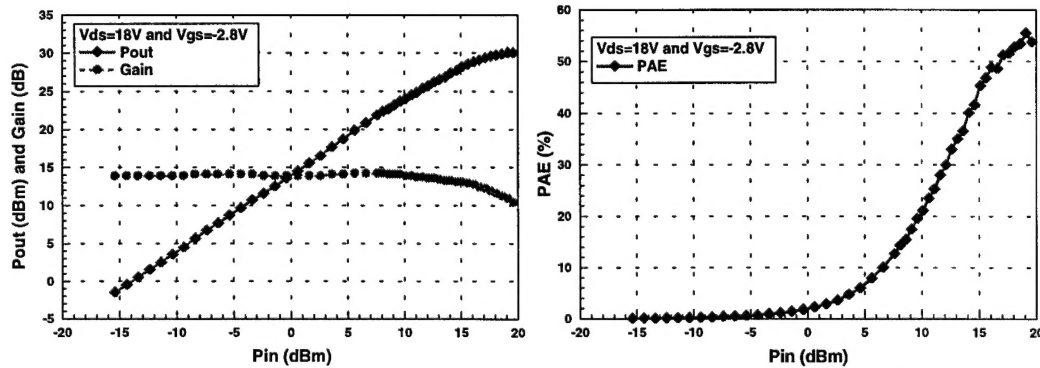 Vds=18V and Vgs=-2.8V
Pout
Gain
Pout (dBm) and Gain (dB)
35
30
25
20
15
10
5
0
-5
-20 -15 -10 -5 0 5 10 15 20
Pin (dBm)
Vds=18V and Vgs=-2.8V
PAE
PAE (%)
60
50
40
30
20
10
0
-20 -15 -10 -5 0 5 10 15 20
Pin (dBm)